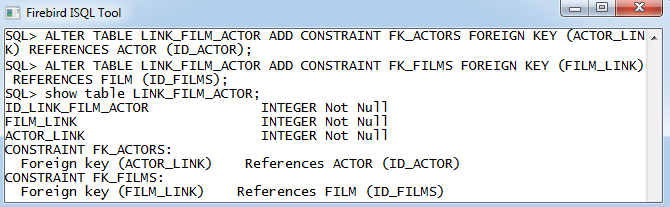 Firebird ISQL Tool
SQL> ALTER TABLE LINK_FILM_ACTOR ADD CONSTRAINT FK_ACTORS FOREIGN KEY (ACTOR_LIN
K) REFERENCES ACTOR (ID_ACTOR);
SQL> ALTER TABLE LINK_FILM_ACTOR ADD CONSTRAINT FK_FILMS FOREIGN KEY (FILM_LINK)
 REFERENCES FILM (ID_FILMS);
SQL> show table LINK_FILM_ACTOR;
ID_LINK_FILM_ACTOR              INTEGER Not Null
FILM_LINK                       INTEGER Not Null
ACTOR_LINK                      INTEGER Not Null
CONSTRAINT FK_ACTORS:
  Foreign key (ACTOR_LINK)    References ACTOR (ID_ACTOR)
CONSTRAINT FK_FILMS:
  Foreign key (FILM_LINK)    References FILM (ID_FILMS)